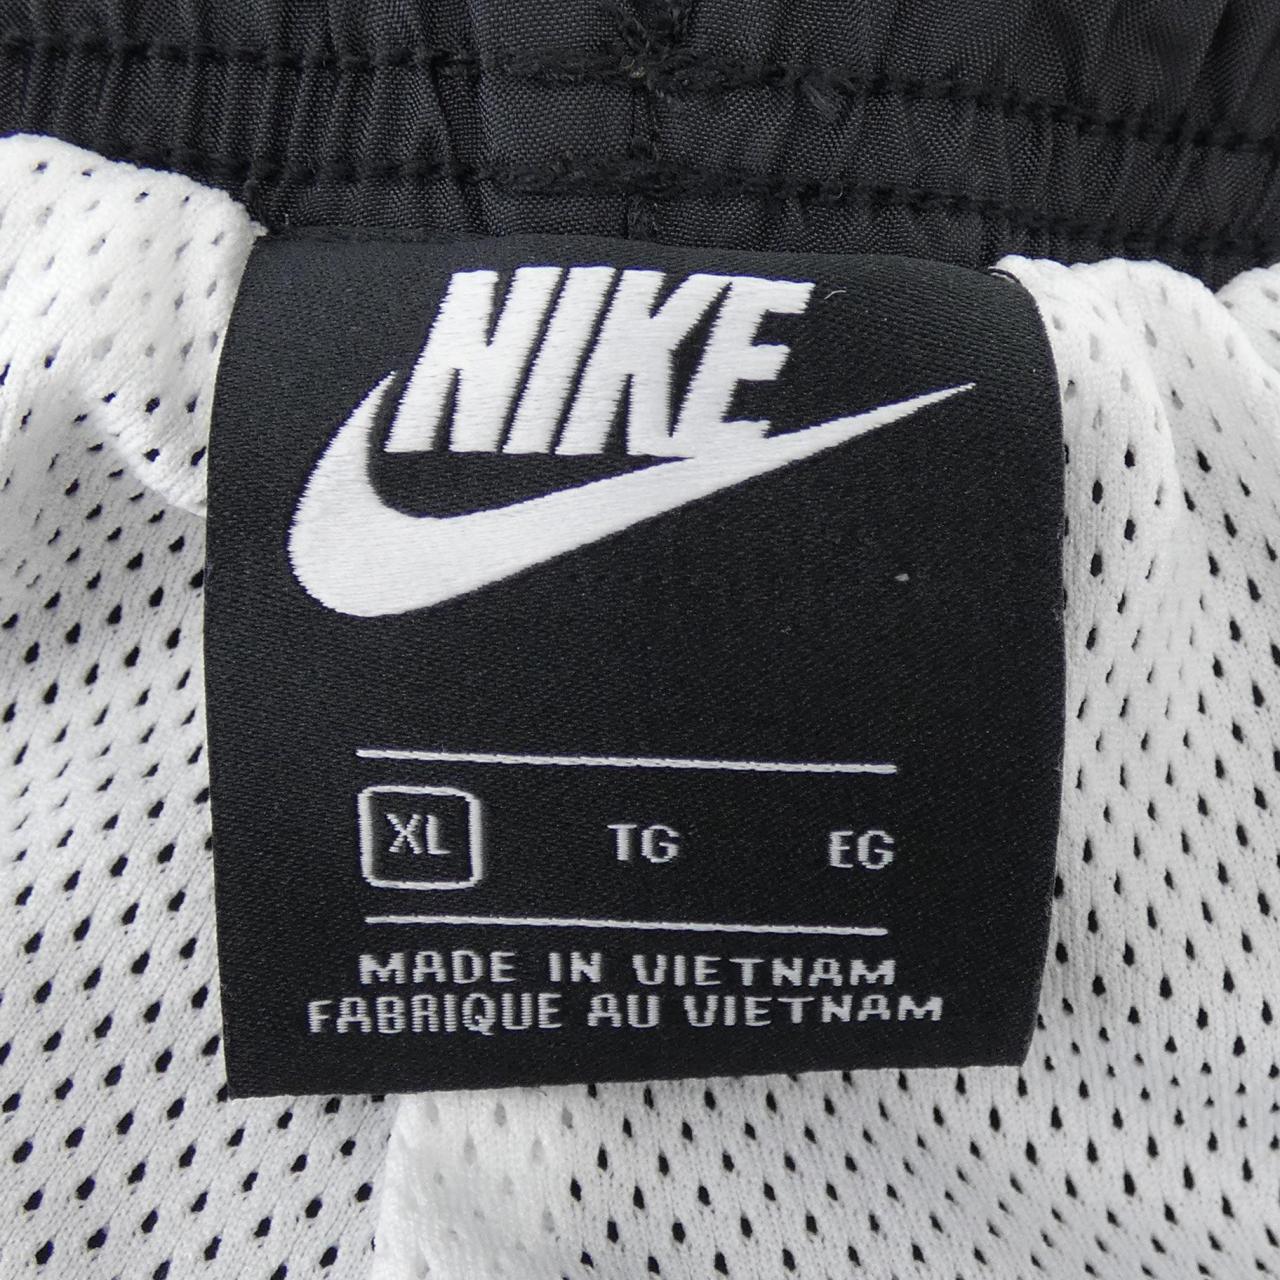 NIKE
XL TG EG
MADE IN VIETNAM
FABRIQUE AU VIETNAM